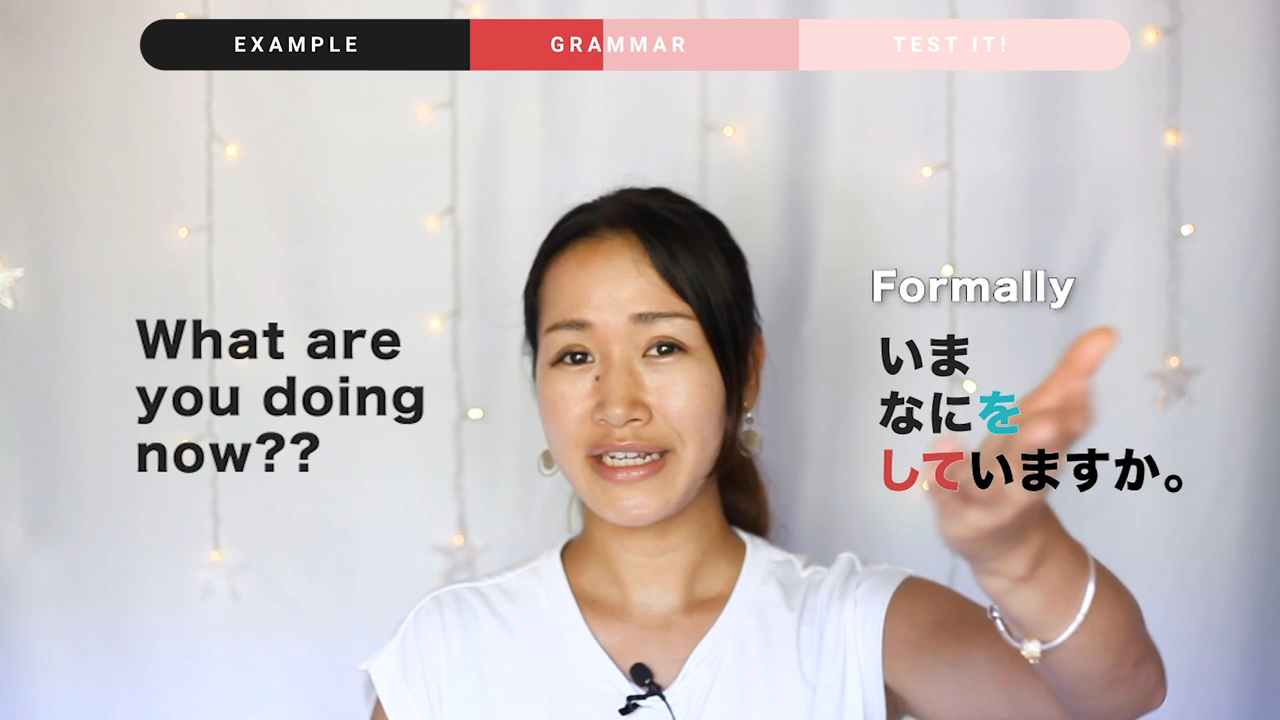 EXAMPLE
GRAMMAR
TEST IT!
What are
you doing
now??
Formally
いま
なにを
していますか。